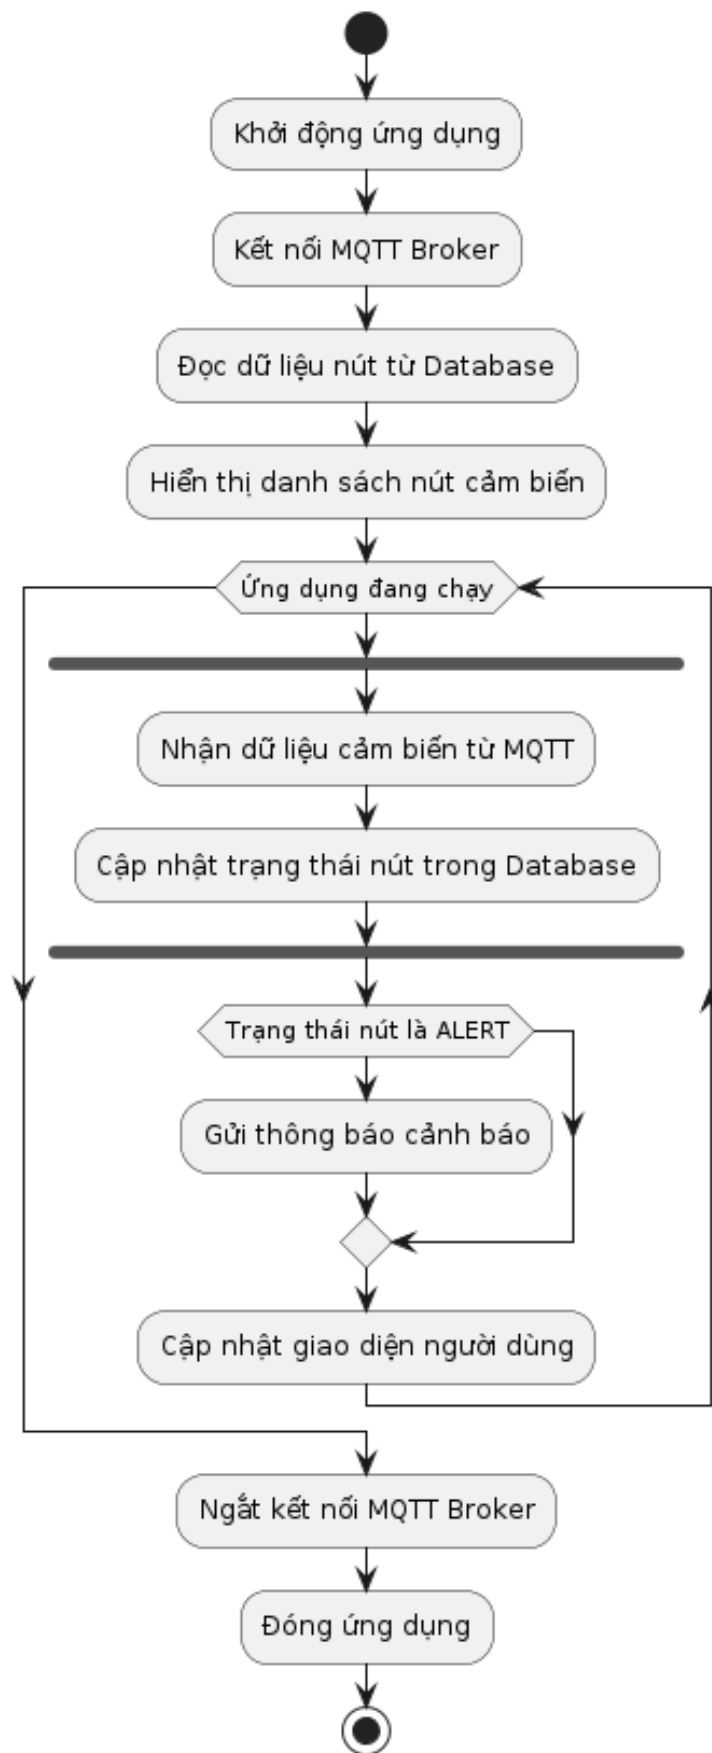 Khởi động ứng dụng
Kết nối MQTT Broker
Đọc dữ liệu nút từ Database
Hiển thị danh sách nút cảm biến
Ứng dụng đang chạy
Nhận dữ liệu cảm biến từ MQTT
Cập nhật trạng thái nút trong Database
Trạng thái nút là ALERT
Gửi thông báo cảnh báo
Cập nhật giao diện người dùng
Ngắt kết nối MQTT Broker
Đóng ứng dụng